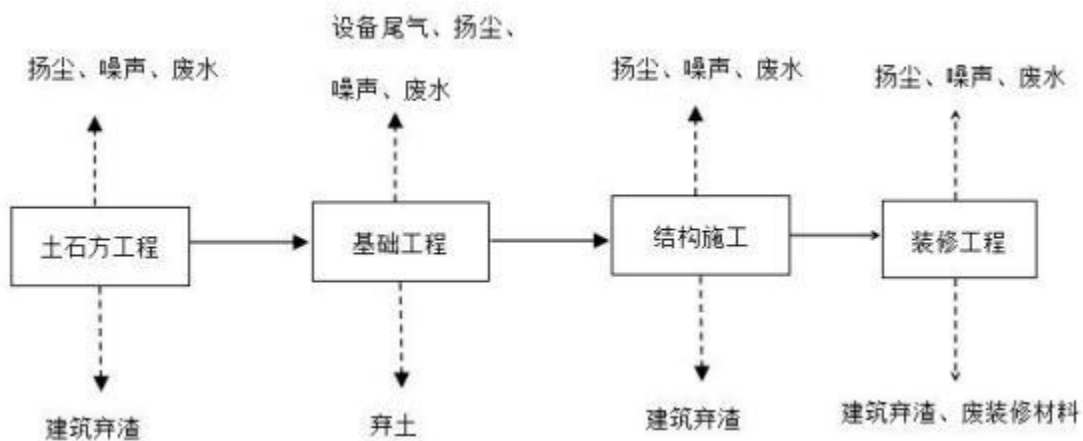 扬尘、噪声、废水
设备尾气、扬尘、
噪声、废水
扬尘、噪声、废水
扬尘、噪声、废水
土石方工程
基础工程
结构施工
装修工程
建筑弃渣
弃土
建筑弃渣
建筑弃渣、废装修材料